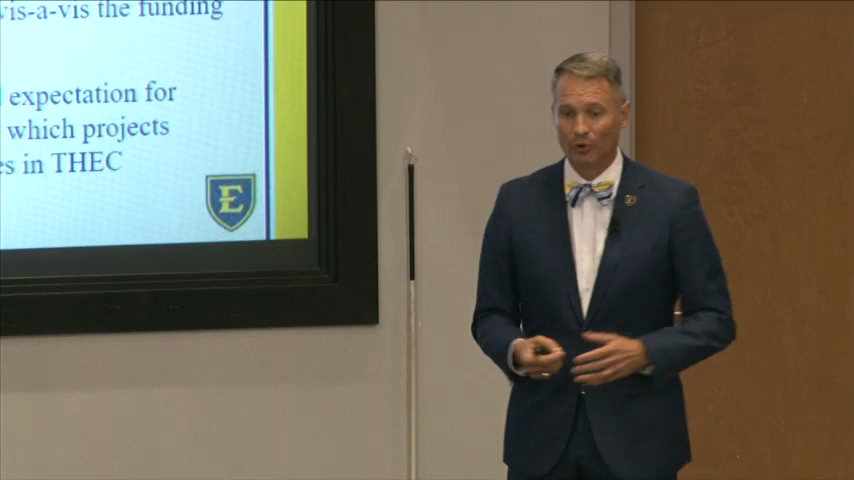 vis-a-vis the funding
expectation for
which projects
es in THEC
E